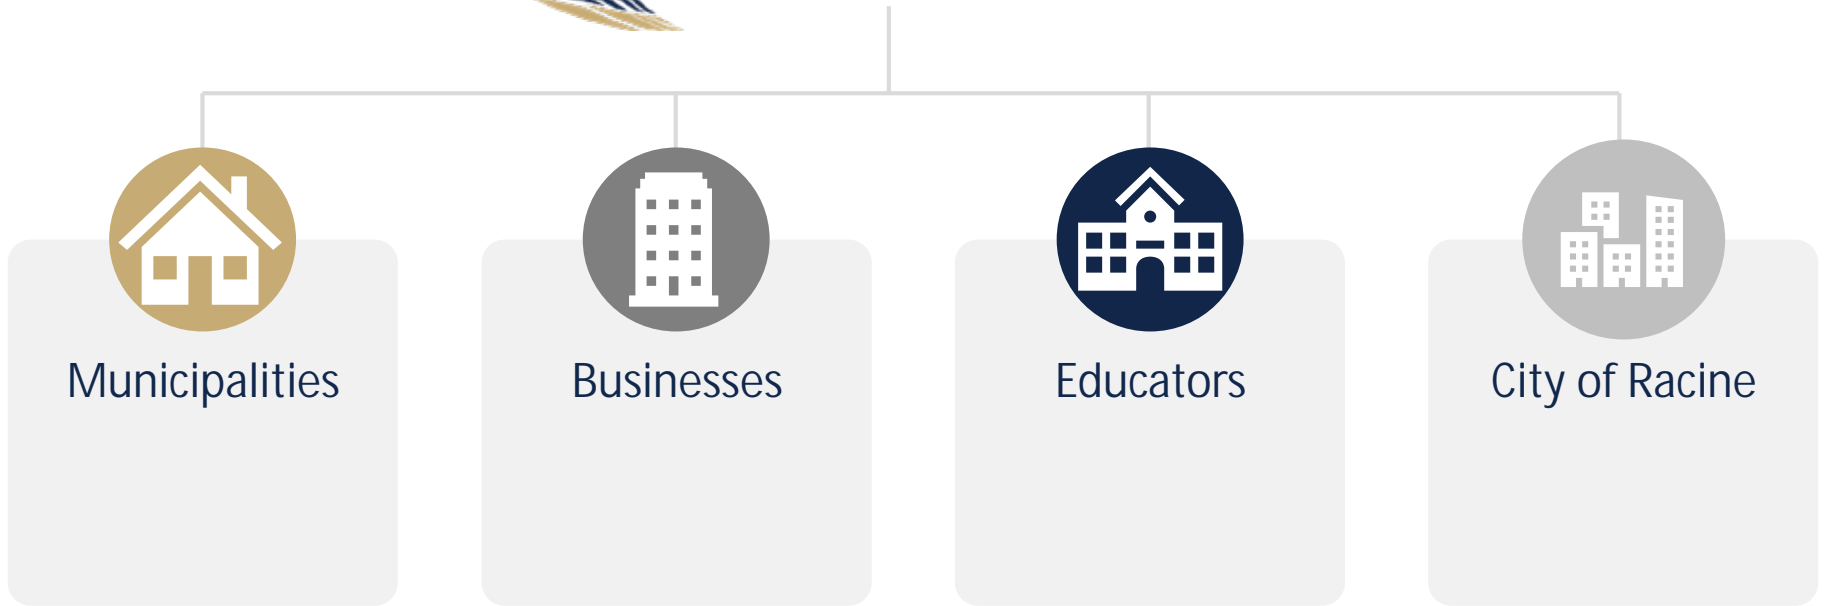 Municipalities
Businesses
Educators
City of Racine